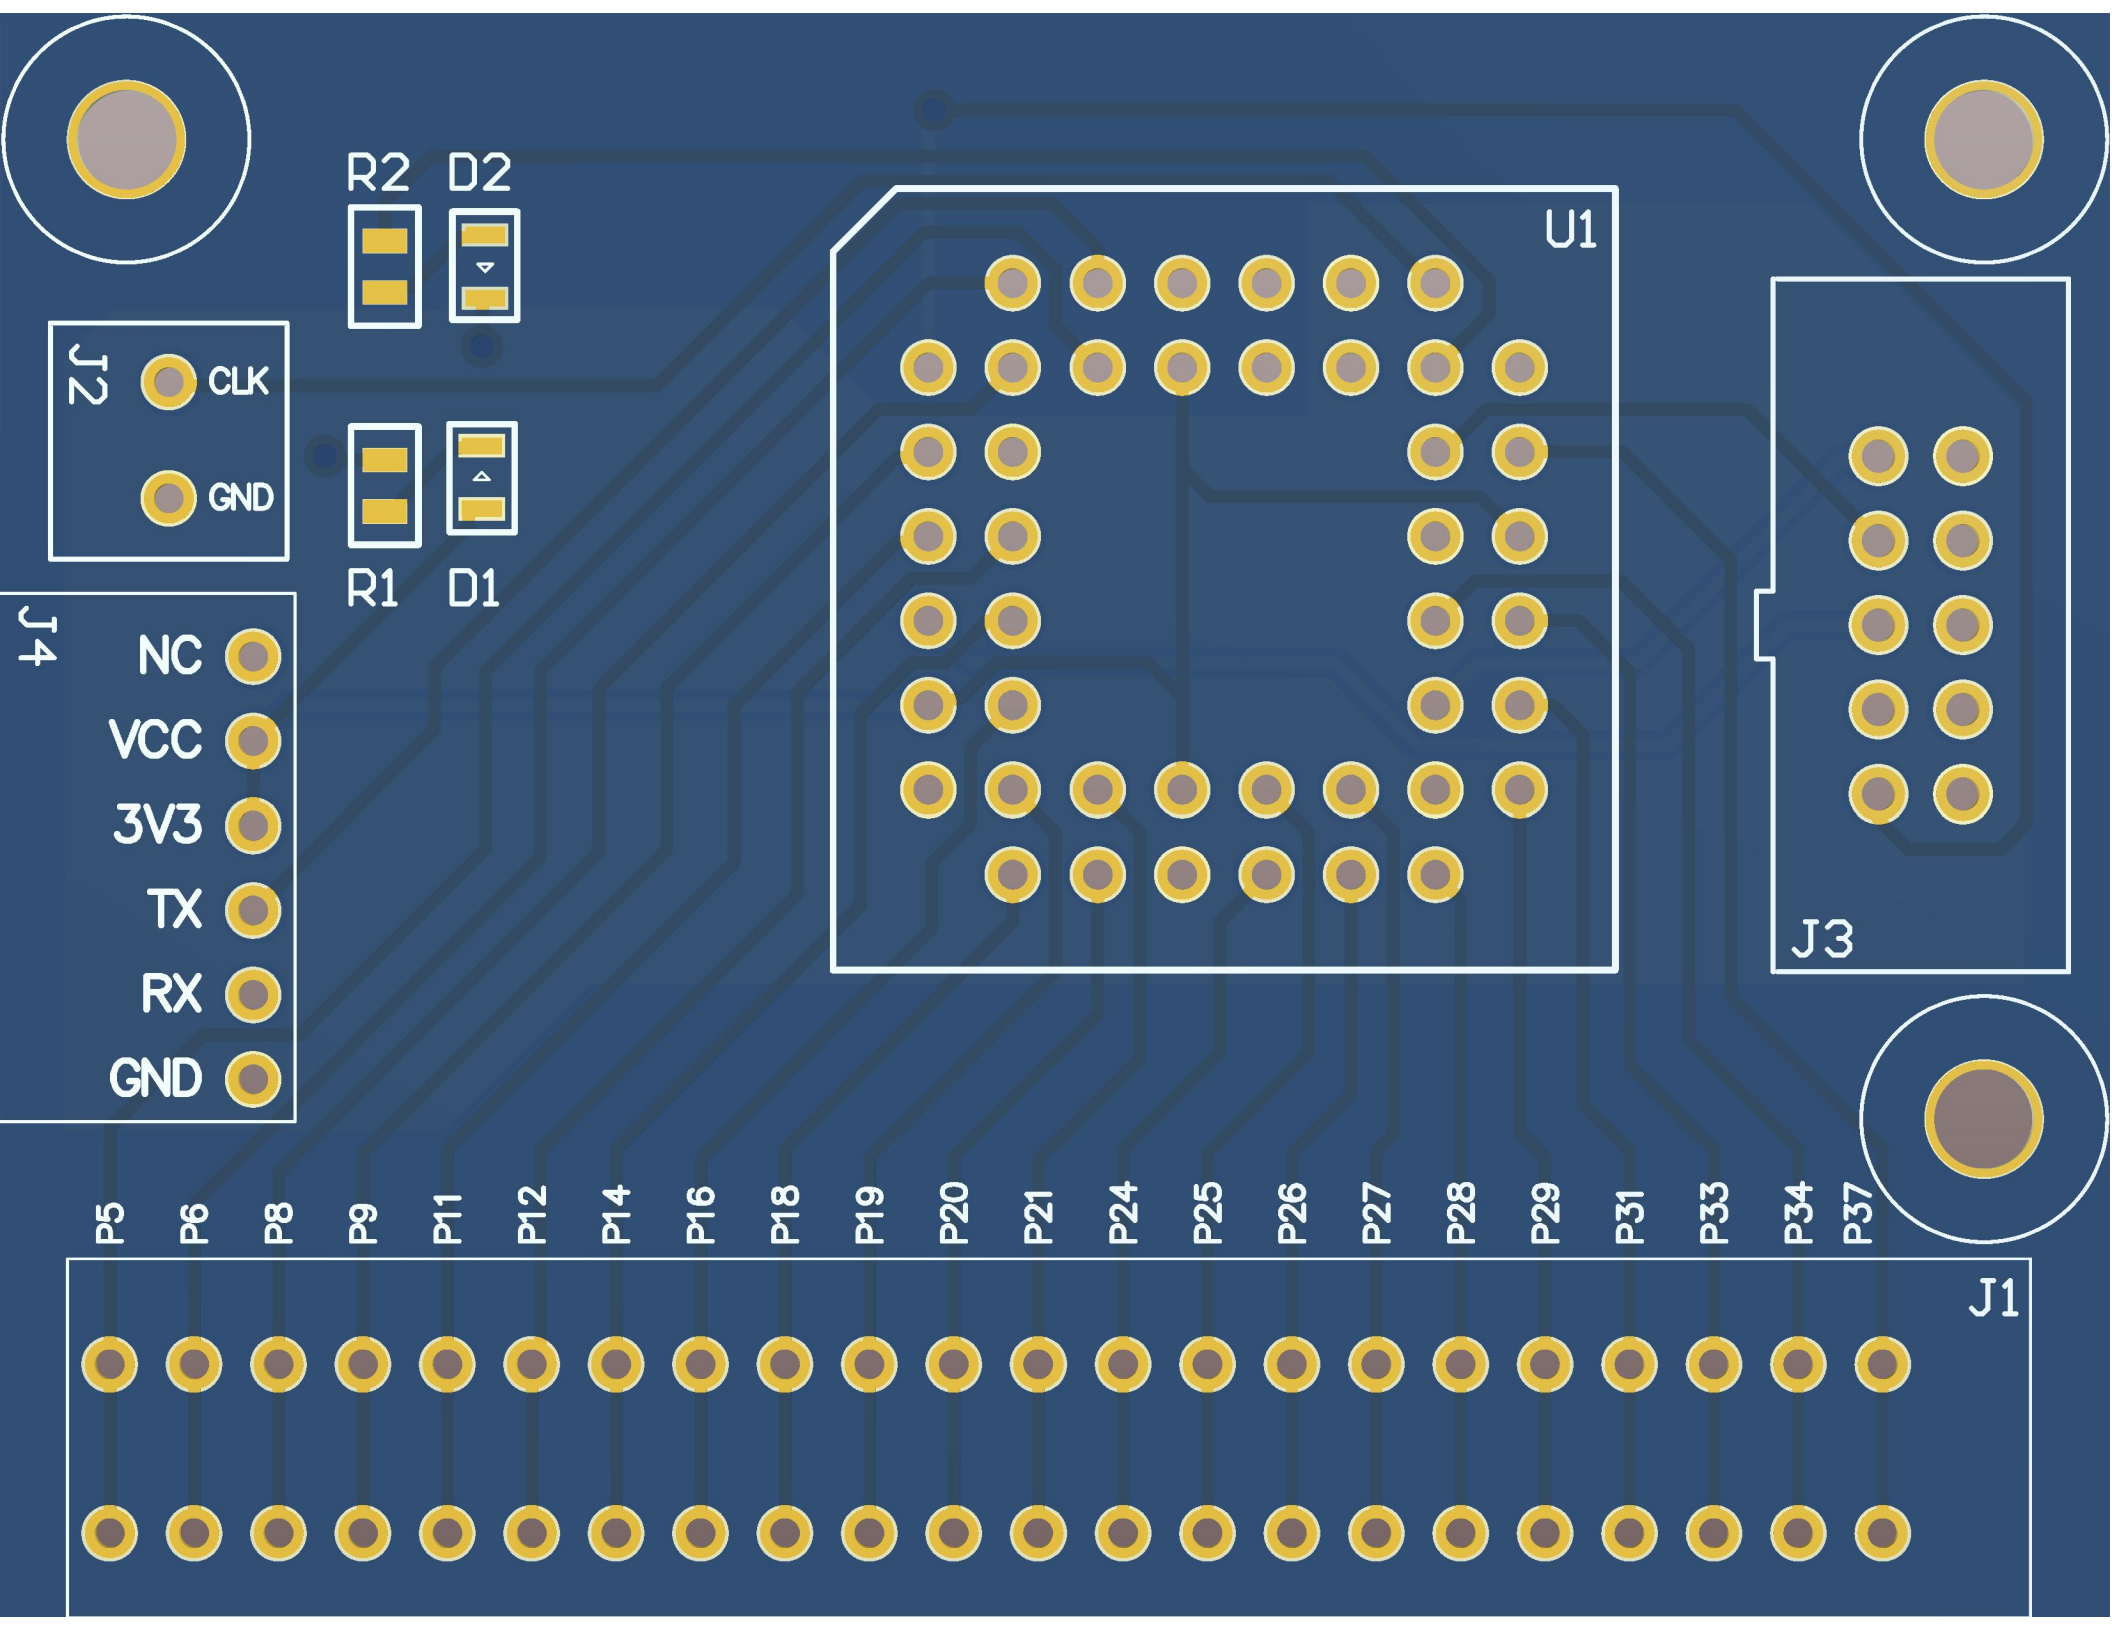 R2 D2
U1
J2
CLK
GND
R1 D1
J4
NC
VCC
3V3
TX
RX
GND
J3
P5 P6 P8 P9 P11 P12 P14 P16 P18 P19 P20 P21 P24 P25 P26 P27 P28 P29 P31 P33 P34 P37
J1